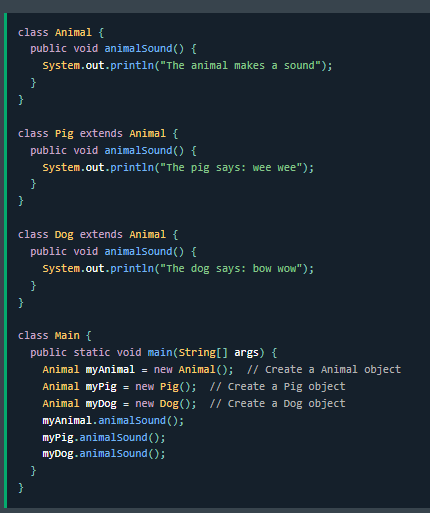 class Animal {
  public void animalSound() {
    System.out.println("The animal makes a sound");
  }
}

class Pig extends Animal {
  public void animalSound() {
    System.out.println("The pig says: wee wee");
  }
}

class Dog extends Animal {
  public void animalSound() {
    System.out.println("The dog says: bow wow");
  }
}

class Main {
  public static void main(String[] args) {
    Animal myAnimal = new Animal();  // Create a Animal object
    Animal myPig = new Pig();  // Create a Pig object
    Animal myDog = new Dog();  // Create a Dog object
    myAnimal.animalSound();
    myPig.animalSound();
    myDog.animalSound();
  }
}